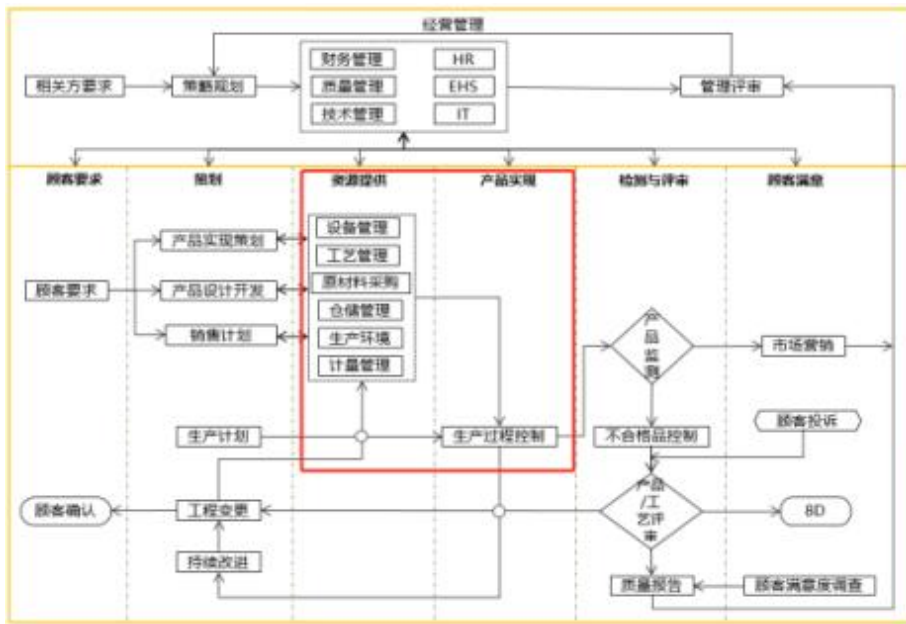 经营管理
财务管理 HR
相关方要求 策略规划 质量管理 EHS 管理评审
技术管理 IT
顾客要求 策划 资源提供 产品实现 检测与评审 顾客满意
设备管理
产品实现策划
工艺管理
顾客要求 产品设计开发 原材料采购
仓储管理
销售计划 生产环境 产品监测 市场营销
计量管理
顾客投诉
生产计划 生产过程控制 不合格品控制
顾客确认 工程变更 产品/工艺评审 8D
持续改进
质量报告 顾客满意度调查